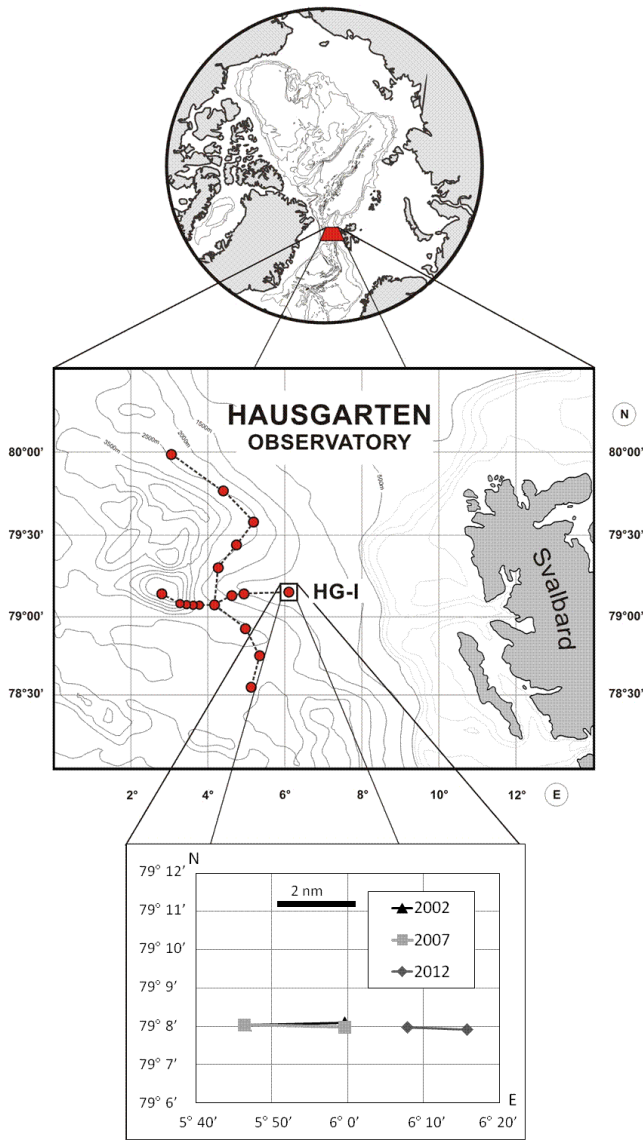 HAUSGARTEN
OBSERVATORY
N
1500m
2500m
3500m
500m
80°00'
80°00'
79°30'
79°30'
HG-I
Svalbard
79°00'
79°00'
78°30'
78°30'
2°
4°
6°
8°
10°
12°
E
N
79° 12'
2 nm
79° 11'
2002
79° 10'
2007
79° 9'
2012
79° 8'
79° 7'
79° 6'
E
5° 40'
5° 50'
6° 0'
6° 10'
6° 20'